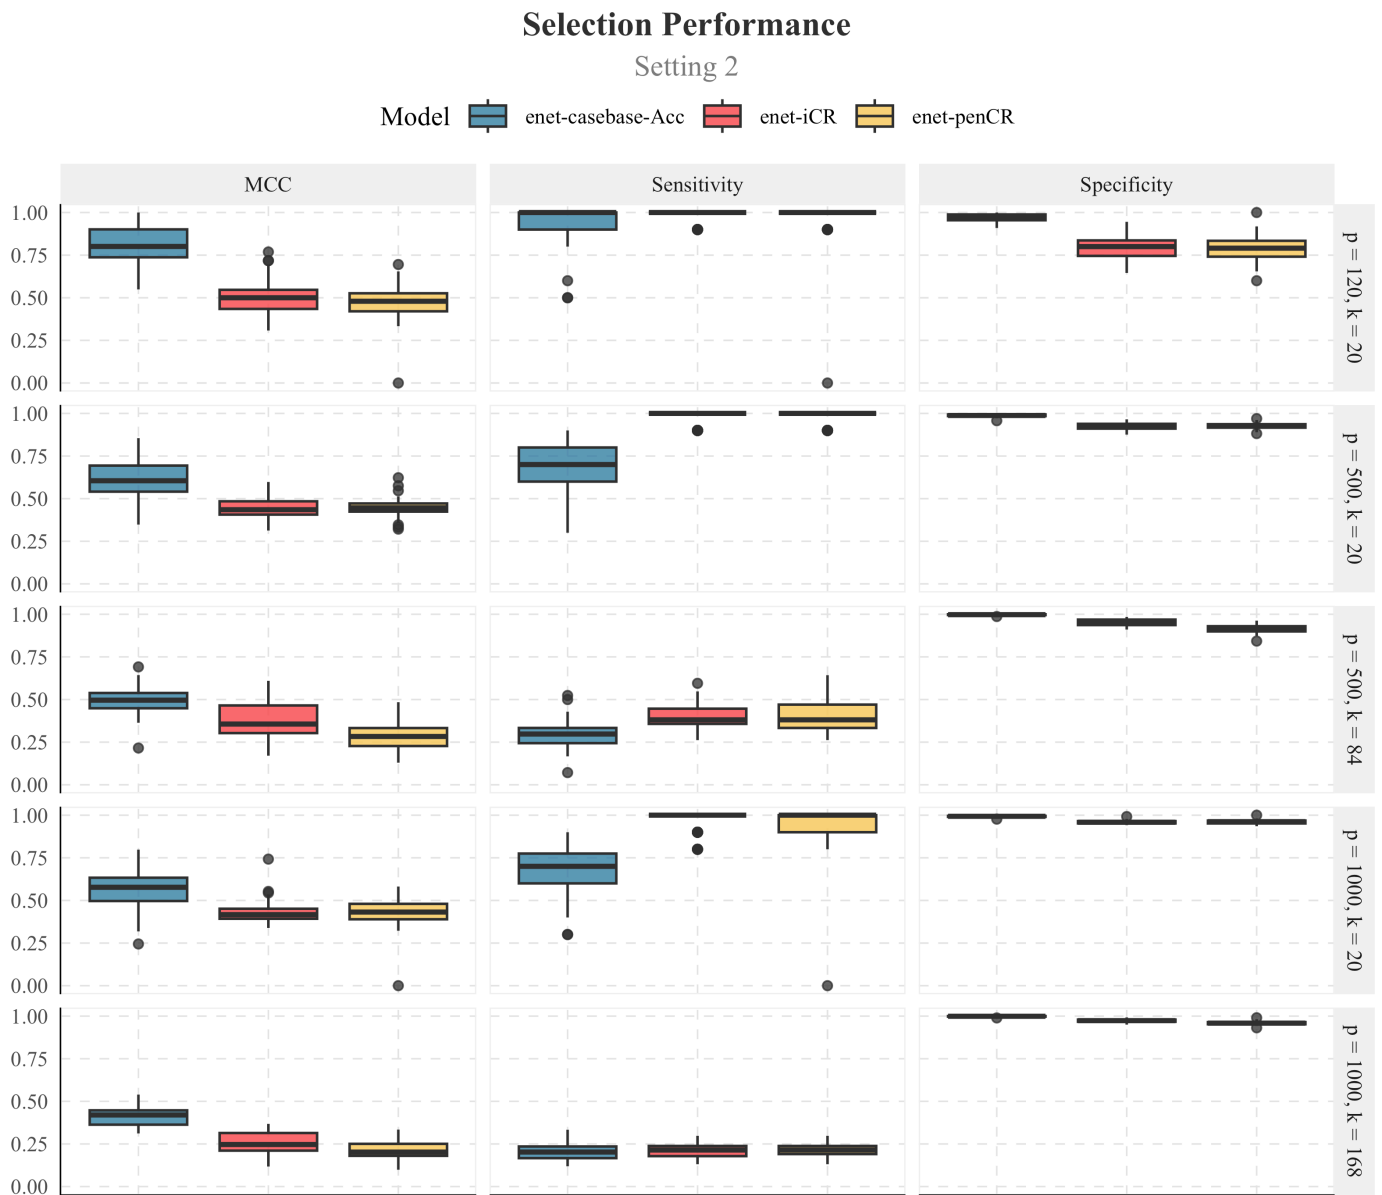 Selection Performance
Setting 2
Model enet-casebase-Acc enet-iCR enet-penCR
MCC Sensitivity Specificity
1.00
0.75
0.50
0.25
0.00
p = 120, k = 20
1.00
0.75
0.50
0.25
0.00
p = 500, k = 20
1.00
0.75
0.50
0.25
0.00
p = 500, k = 84
1.00
0.75
0.50
0.25
0.00
p = 1000, k = 20
1.00
0.75
0.50
0.25
0.00
p = 1000, k = 168